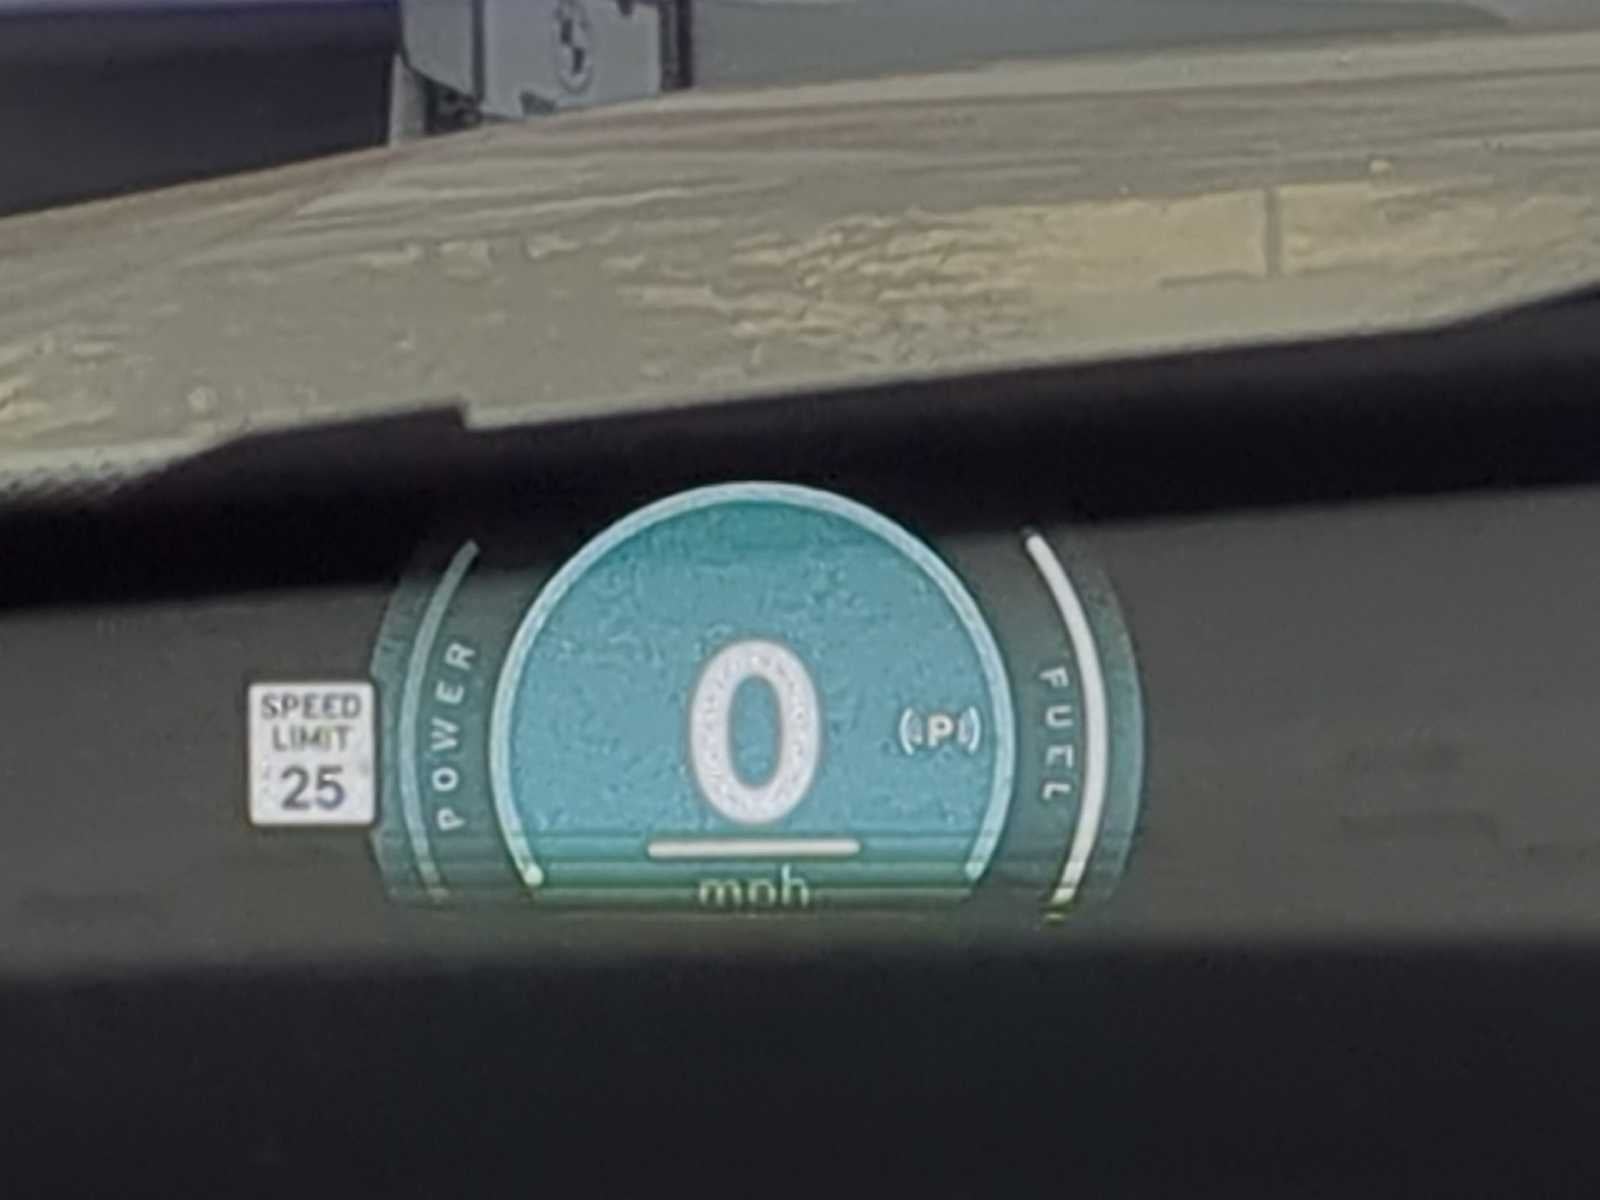 SPEED
LIMIT
25
POWER
0
(P)
FUEL
mph